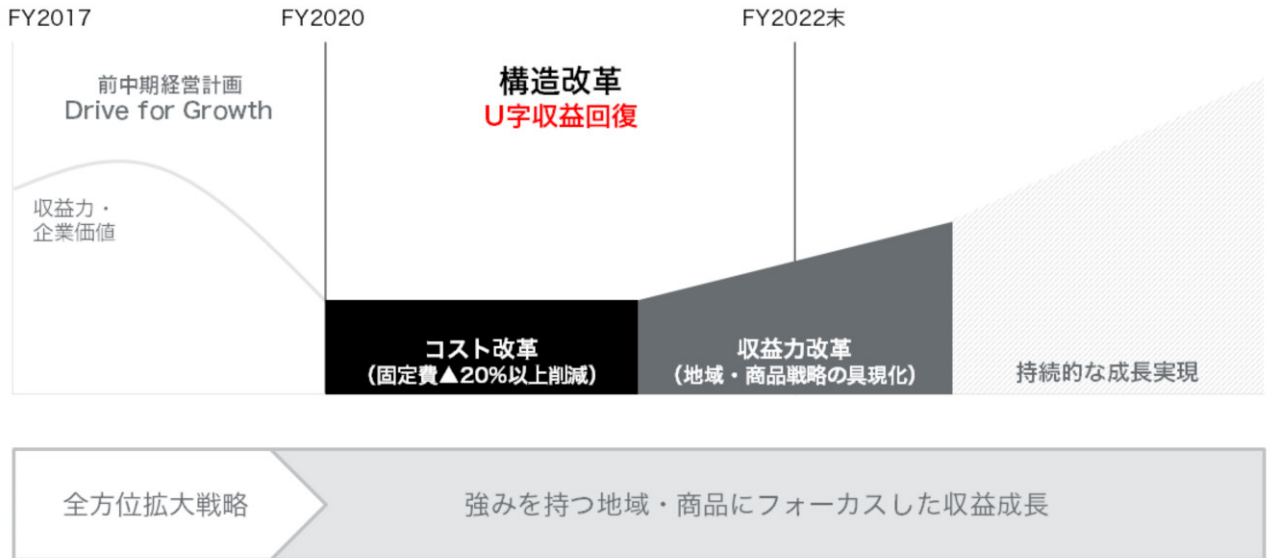 FY2017
FY2020
FY2022末
前中期経営計画
Drive for Growth
構造改革
U字収益回復
収益力・
企業価値
コスト改革
(固定費▲20%以上削減)
収益力改革
(地域・商品戦略の具現化)
持続的な成長実現
全方位拡大戦略
強みを持つ地域・商品にフォーカスした収益成長